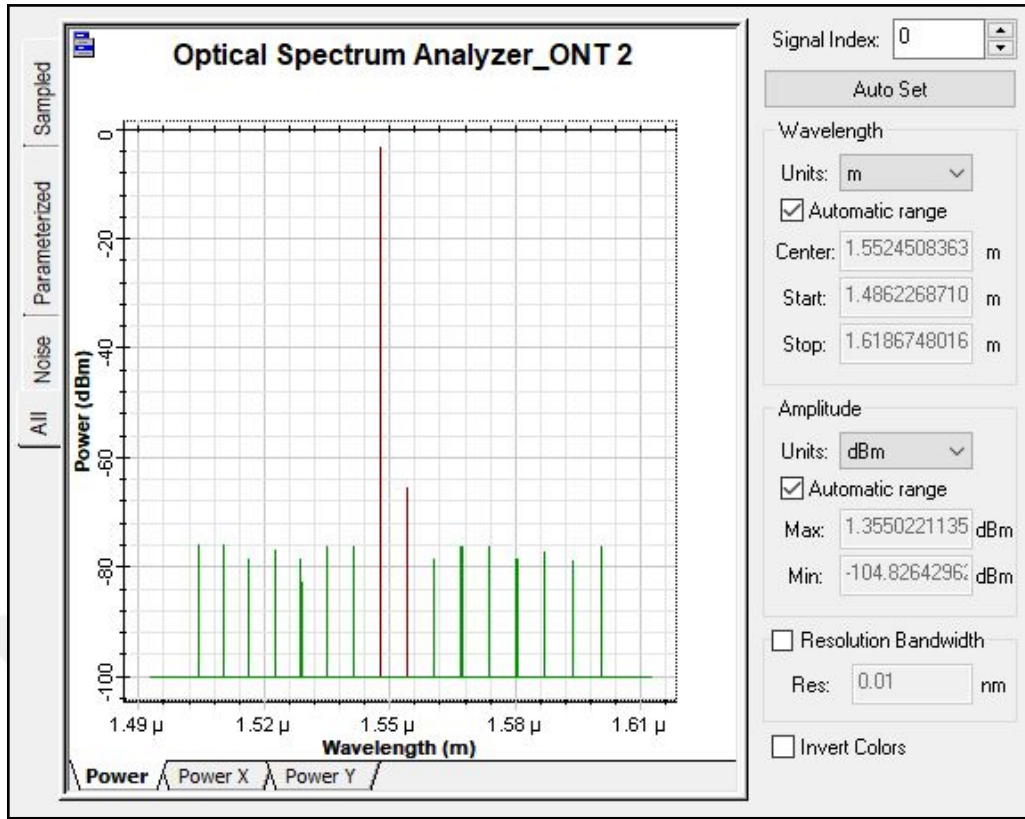 Optical Spectrum Analyzer_ONT 2
Sampled
Parameterized
Noise
All
Power (dBm)
0
-20
-40
-60
-80
-100
1.49 µ 1.52 µ 1.55 µ 1.58 µ 1.61 µ
Wavelength (m)
Power Power X Power Y
Signal Index: 0
Auto Set
Wavelength
Units: m
Automatic range
Center: 1.5524508363 m
Start: 1.4862268710 m
Stop: 1.6186748016 m
Amplitude
Units: dBm
Automatic range
Max: 1.3550221135 dBm
Min: -104.8264296 dBm
Resolution Bandwidth
Res: 0.01 nm
Invert Colors